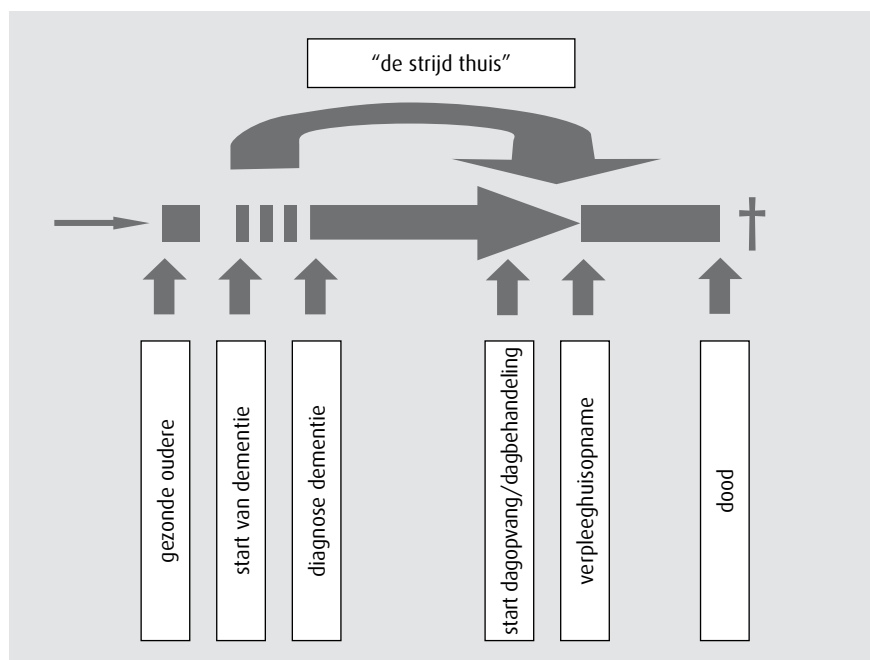 “de strijd thuis”
gezonde oudere
start van dementie
diagnose dementie
start dagopvang/dagbehandeling
verpleeghuisopname
dood